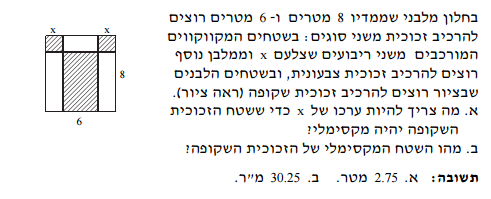 בחלון מלבני שממדיו 8 מטרים ו- 6 מטרים רוצים
להרכיב זכוכית משני סוגים: בשטחים המקווקווים
המורכבים משני ריבועים שצלעם x וממלבן נוסף
רוצים להרכיב זכוכית צבעונית, ובשטחים הלבנים
שבציור רוצים להרכיב זכוכית שקופה (ראה ציור).
א. מה צריך להיות ערכו של x כדי ששטח הזכוכית
השקופה יהיה מקסימלי?
ב. מהו השטח המקסימלי של הזכוכית השקופה?
תשובה: א. 2.75 מטר. ב. 30.25 מ״ר.
x x
8
6